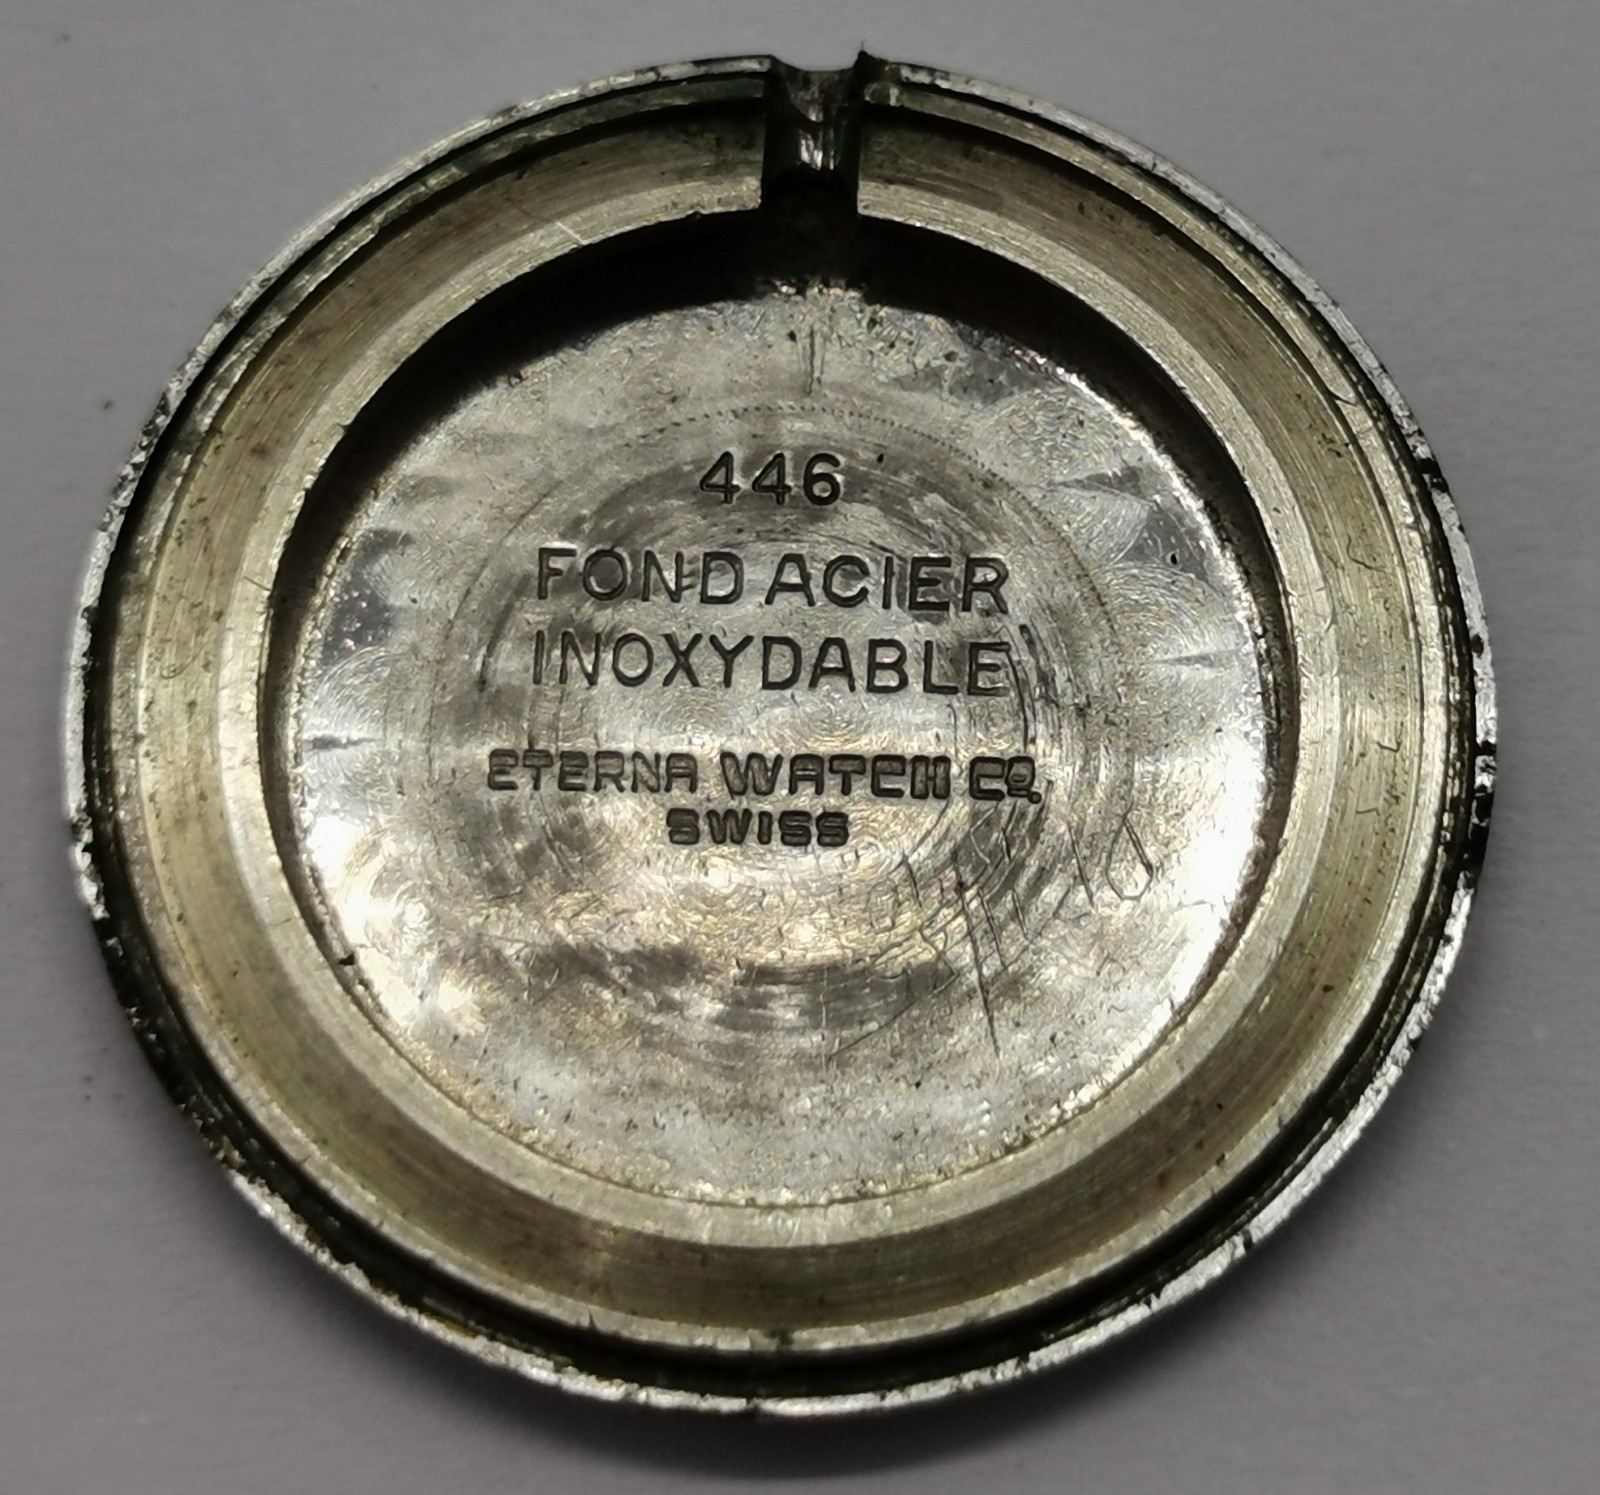 446
FOND ACIER
INOXYDABLE
ETERNA WATCH Co.
SWISS